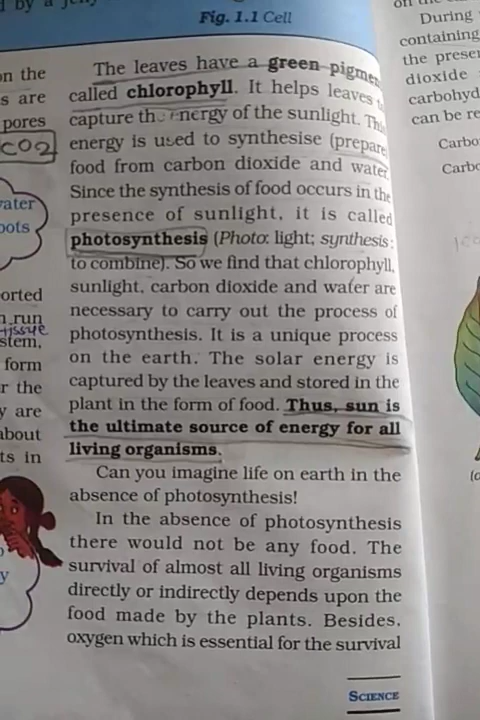 Fig. 1.1 Cell
The leaves have a green
called chlorophyll. It helps leaves
capture the energy of the sunlight. This
energy is used to synthesise (prepare
food from carbon dioxide and water
Since the synthesis of food occurs in the
presence of sunlight, it is called
photosynthesis (Photo: light; synthesis:
to combine). So we find that chlorophyll,
sunlight, carbon dioxide and water are
necessary to carry out the process of
photosynthesis. It is a unique process
on the earth. The solar energy is
captured by the leaves and stored in the
plant in the form of food. Thus, sun is
the ultimate source of energy for all
living organisms.
Can you imagine life on earth in the
absence of photosynthesis!
In the absence of photosynthesis
there would not be any food. The
survival of almost all living organisms
directly or indirectly depends upon the
food made by the plants. Besides,
oxygen which is essential for the survival
SCIENCE
on the
s are
pores
CO2
ater
oots
orted
run
tissue
stem,
form
r the
y are
about
ts in
y
During
containing
the presen
dioxide
carbohyd
can be re
Carbo
Carbo